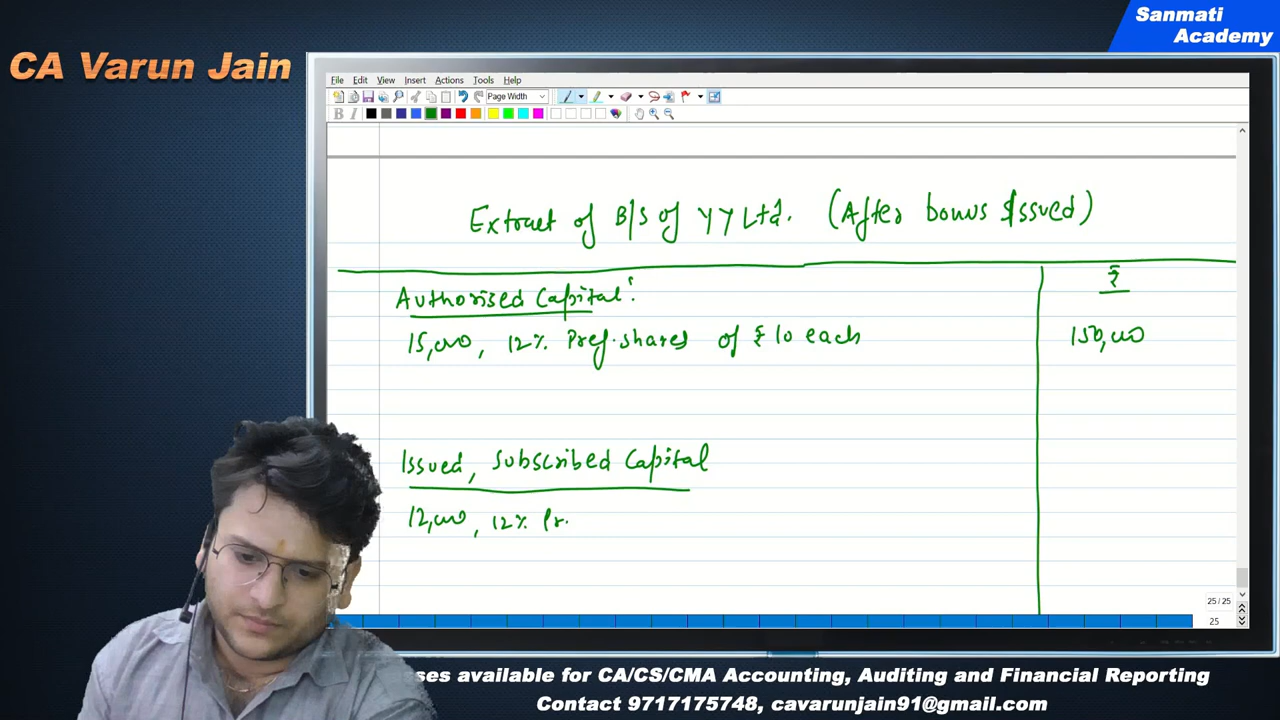 Sanmati
Academy
CA Varun Jain
File Edit View Insert Actions Tools Help
Page Width
B I
Extract of B/S of YY Ltd. (After bonus Issued)
₹
Authorised Capital:
15,000, 12% Pref. shares of ₹ 10 each 150,000
Issued, Subscribed Capital
12,000, 12% Pr.
25 / 25
25
ses available for CA/CS/CMA Accounting, Auditing and Financial Reporting
Contact 9717175748, cavarunjain91@gmail.com